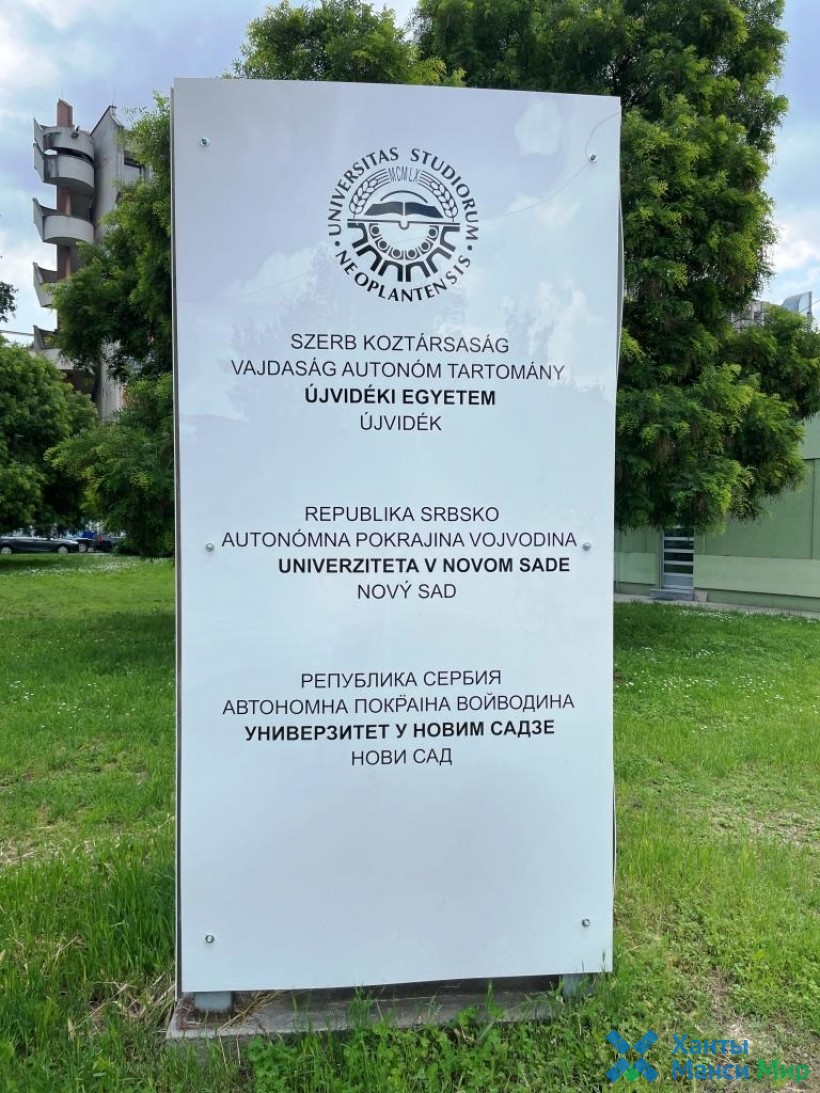 UNIVERSITAS STUDIORUM
MCMLX
NEOPLANTENSIS
SZERB KOZTÁRSASÁG
VAJDASÁG AUTONÓM TARTOMÁNY
ÚJVIDÉKI EGYETEM
ÚJVIDÉK
REPUBLIKA SRBSKO
AUTONÓMNA POKRAJINA VOJVODINA
UNIVERZITETA V NOVOM SADE
NOVÝ SAD
РЕПУБЛИКА СЕРБИЯ
АВТОНОМНА ПОКРАЇНА ВОЙВОДИНА
УНИВЕРЗИТЕТ У НОВИМ САДЗЕ
НОВИ САД
Ханты
Манси Мир